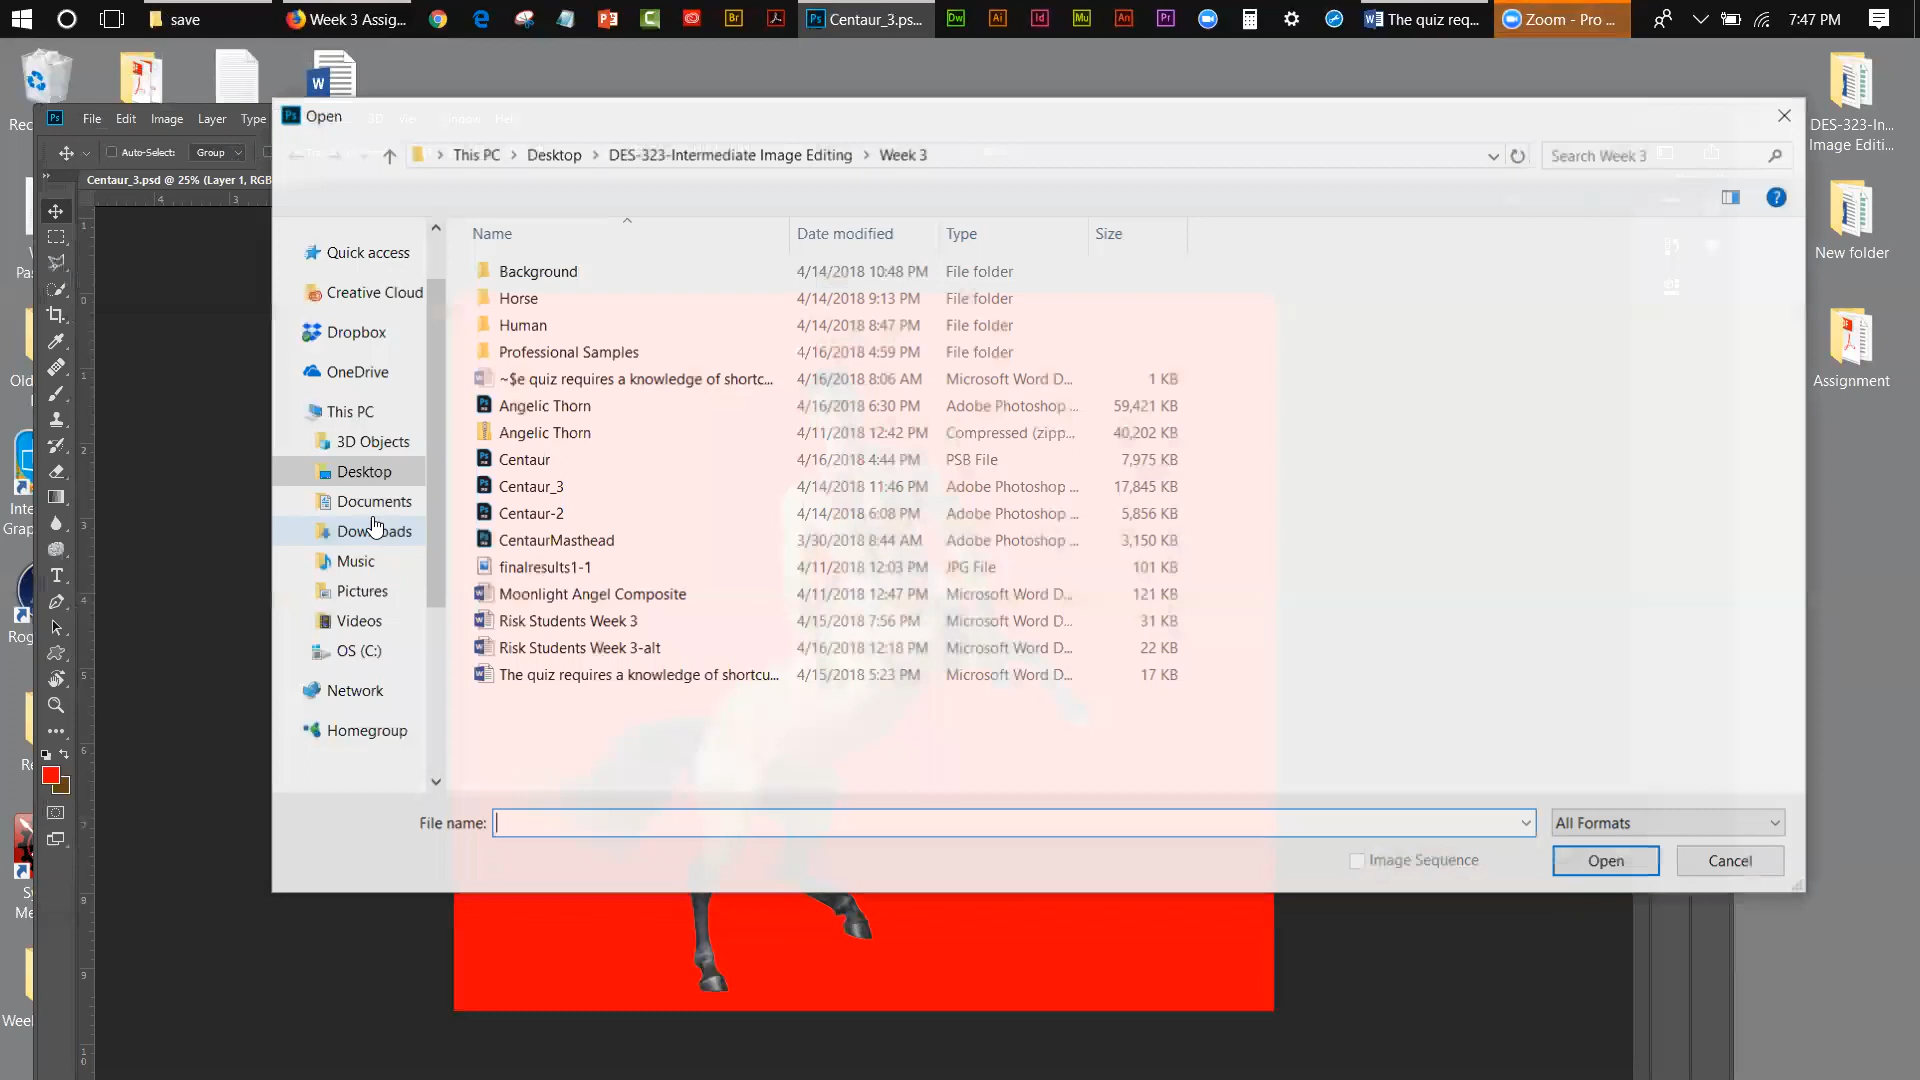 save
Week 3 Assig...
Centaur_3.ps...
The quiz req...
Zoom - Pro ...
7:47 PM
File Edit Image Layer Type
Auto-Select: Group
Centaur_3.psd @ 25% (Layer 1, RGB
Open
This PC > Desktop > DES-323-Intermediate Image Editing > Week 3
Search Week 3
Quick access
Creative Cloud
Dropbox
OneDrive
This PC
3D Objects
Desktop
Documents
Downloads
Music
Pictures
Videos
OS (C:)
Network
Homegroup
Name Date modified Type Size
Background 4/14/2018 10:48 PM File folder
Horse 4/14/2018 9:13 PM File folder
Human 4/14/2018 8:47 PM File folder
Professional Samples 4/16/2018 4:59 PM File folder
~$e quiz requires a knowledge of shortc... 4/16/2018 8:06 AM Microsoft Word D... 1 KB
Angelic Thorn 4/16/2018 6:30 PM Adobe Photoshop ... 59,421 KB
Angelic Thorn 4/11/2018 12:42 PM Compressed (zipp... 40,202 KB
Centaur 4/16/2018 4:44 PM PSB File 7,975 KB
Centaur_3 4/14/2018 11:46 PM Adobe Photoshop ... 17,845 KB
Centaur-2 4/14/2018 6:08 PM Adobe Photoshop ... 5,856 KB
CentaurMasthead 3/30/2018 8:44 AM Adobe Photoshop ... 3,150 KB
finalresults1-1 4/11/2018 12:03 PM JPG File 101 KB
Moonlight Angel Composite 4/11/2018 12:47 PM Microsoft Word D... 121 KB
Risk Students Week 3 4/15/2018 7:56 PM Microsoft Word D... 31 KB
Risk Students Week 3-alt 4/16/2018 12:18 PM Microsoft Word D... 22 KB
The quiz requires a knowledge of shortcu... 4/15/2018 5:23 PM Microsoft Word D... 17 KB
File name:
All Formats
Image Sequence
Open Cancel
DES-323-In...
Image Editi...
New folder
Assignment